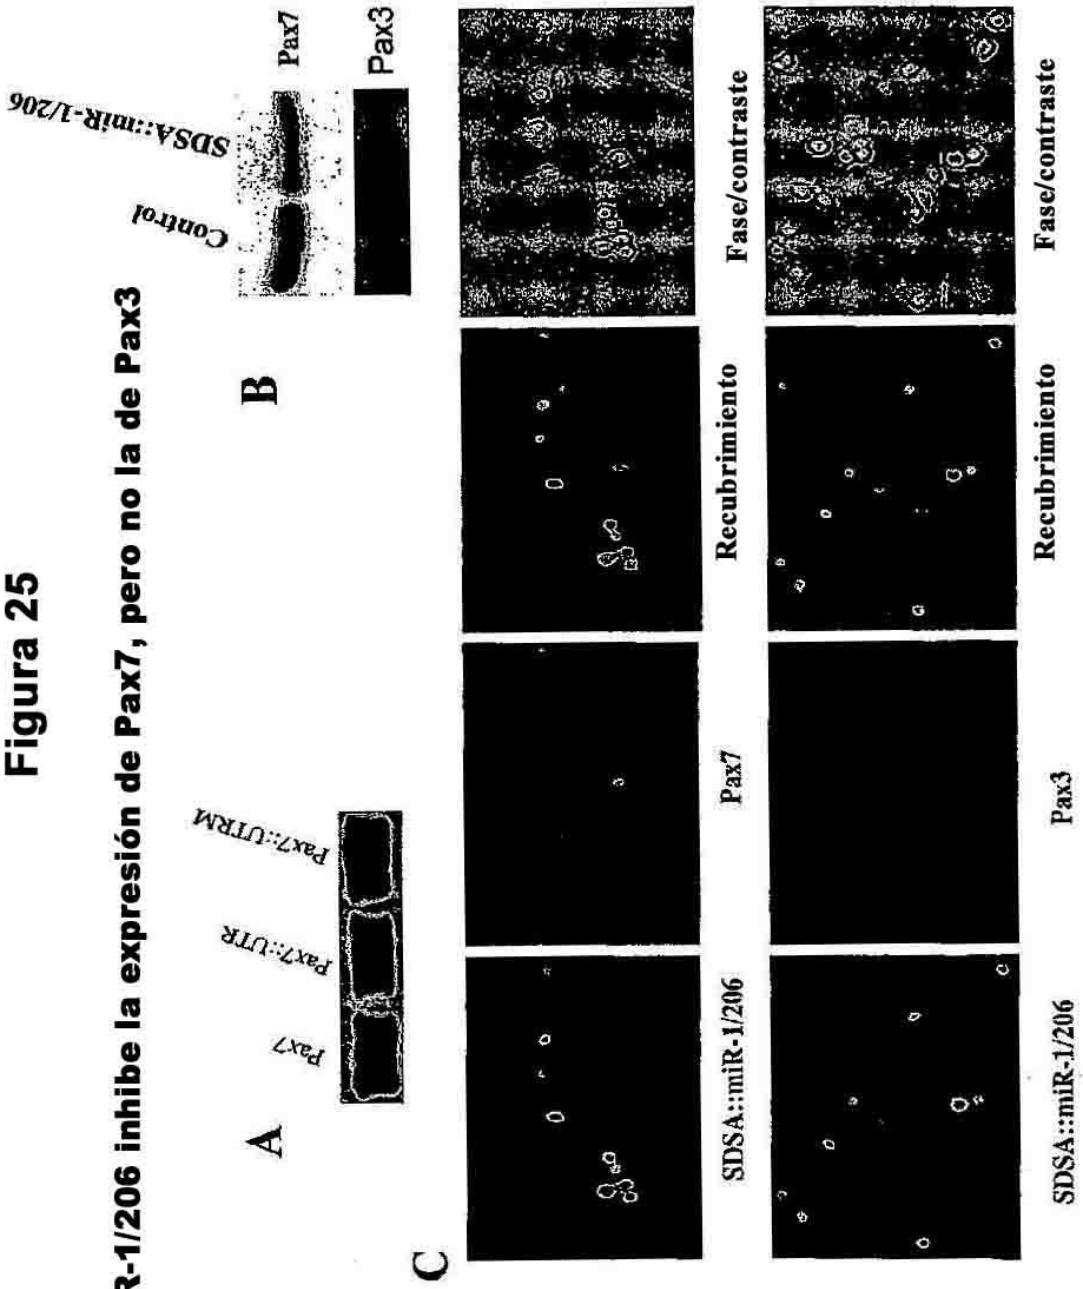 Figura 25
R-1/206 inhibe la expresión de Pax7, pero no la de Pax3
A
Pax7
Pax7::UTR
Pax7::UTRM
B
Control
SDSA::miR-1/206
Pax7
Pax3
C
SDSA::miR-1/206
Pax7
Recubrimiento
Fase/contraste
SDSA::miR-1/206
Pax3
Recubrimiento
Fase/contraste